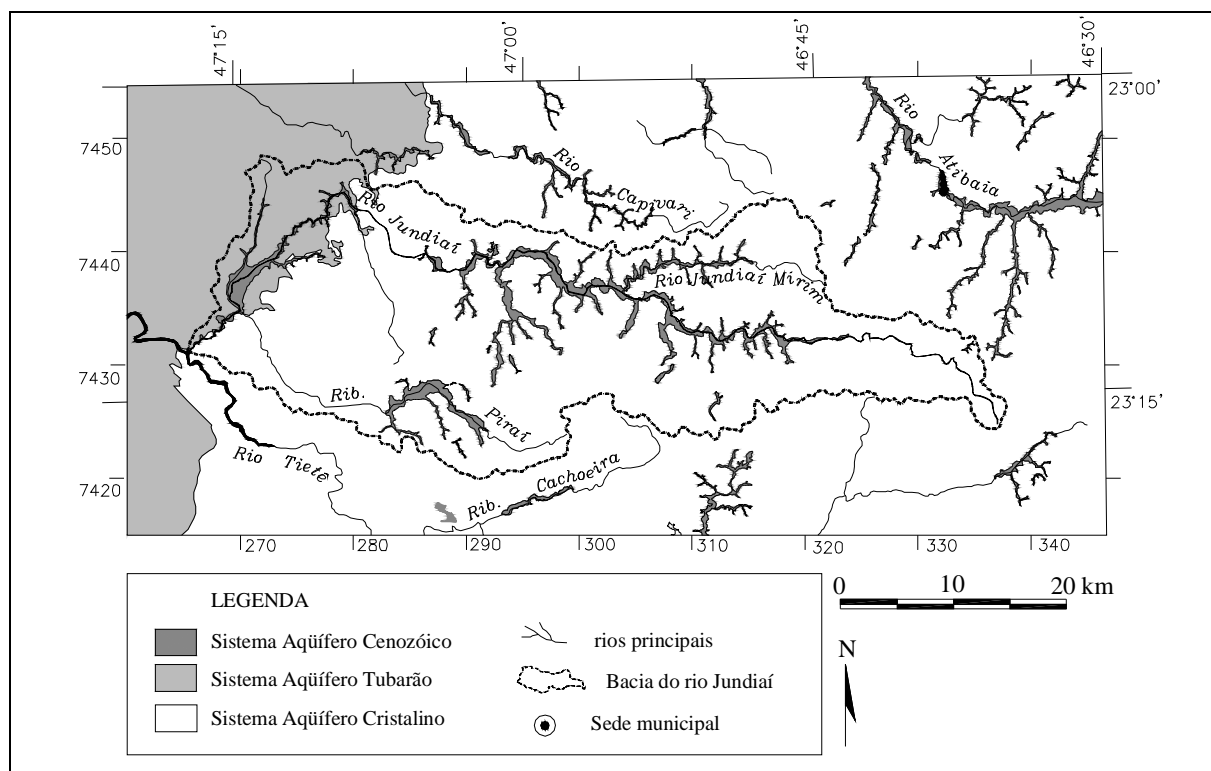 47°15'
47°00'
46°45'
46°30'
23°00'
7450
7440
7430
7420
23°15'
Rio Atibaia
Rio Capivari
Rio Jundiaí
Rio Jundiaí Mirim
Rib. Piraí
Rio Tietê
Rib. Cachoeira
270
280
290
300
310
320
330
340
LEGENDA
Sistema Aqüífero Cenozóico
Sistema Aqüífero Tubarão
Sistema Aqüífero Cristalino
rios principais
Bacia do rio Jundiaí
Sede municipal
0 10 20 km
N